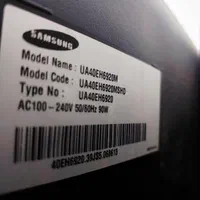 SAMSUNG
Model Name : UA40EH6920M
Model Code : UA40EH6920MSHD
Type No : UA40EH6920
AC100-240V 50/60Hz 90W